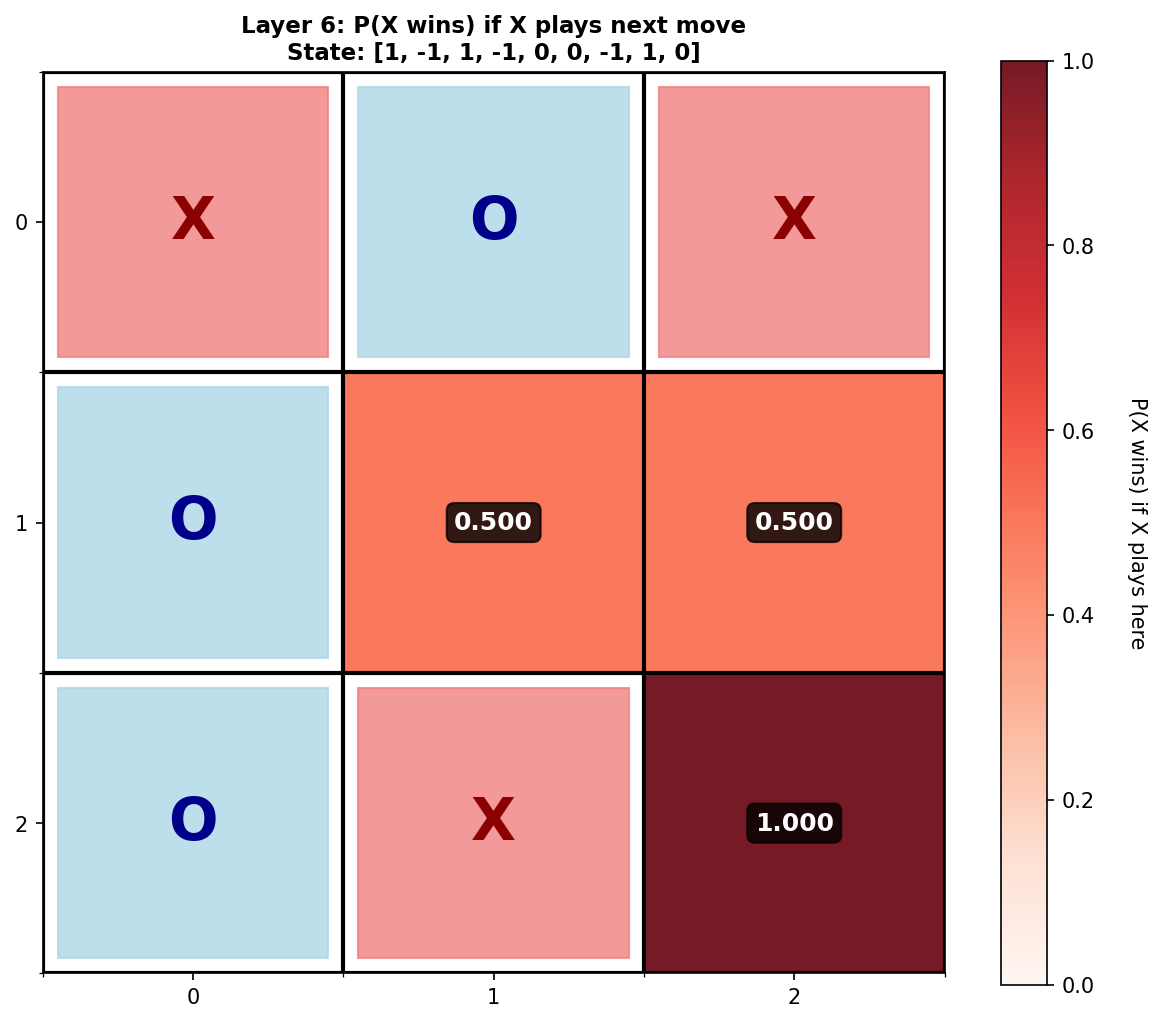 Layer 6: P(X wins) if X plays next move
State: [1, -1, 1, -1, 0, 0, -1, 1, 0]
0
X
O
X
1
O
0.500
0.500
2
O
X
1.000
0
1
2
1.0
0.8
0.6
0.4
0.2
0.0
P(X wins) if X plays here